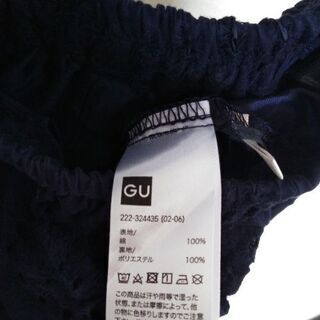 GU
222-324435 (02-06)
表地/
綿 100%
裏地/
ポリエステル 100%
この商品は汗や雨等で湿っ
た状態、また摩擦によって、他
の物に色移りしますので